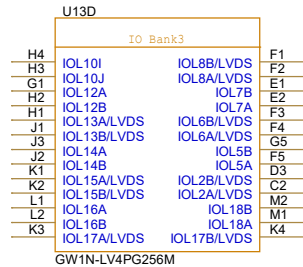 U13D
IO Bank3
H4 IOL10I IOL8B/LVDS F1
H3 IOL10J IOL8A/LVDS F2
G1 IOL12A IOL7B E1
H2 IOL12B IOL7A E2
H1 IOL13A/LVDS IOL6B/LVDS F3
J1 IOL13B/LVDS IOL6A/LVDS F4
J3 IOL14A IOL5B G5
J2 IOL14B IOL5A F5
K1 IOL15A/LVDS IOL2B/LVDS D3
K2 IOL15B/LVDS IOL2A/LVDS C2
L1 IOL16A IOL18B M2
L2 IOL16B IOL18A M1
K3 IOL17A/LVDS IOL17B/LVDS K4
GW1N-LV4PG256M